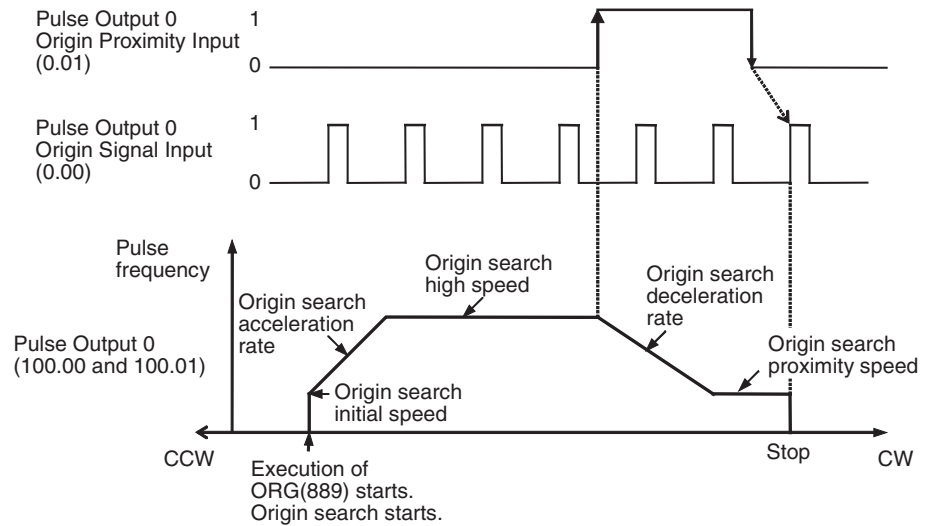 Pulse Output 0
Origin Proximity Input
(0.01)
1
0
Pulse Output 0
Origin Signal Input
(0.00)
1
0
Pulse
frequency
Pulse Output 0
(100.00 and 100.01)
Origin search
acceleration
rate
Origin search
high speed
Origin search
deceleration
rate
Origin search
proximity speed
Origin search
initial speed
CCW
Execution of
ORG(889) starts.
Origin search starts.
Stop
CW